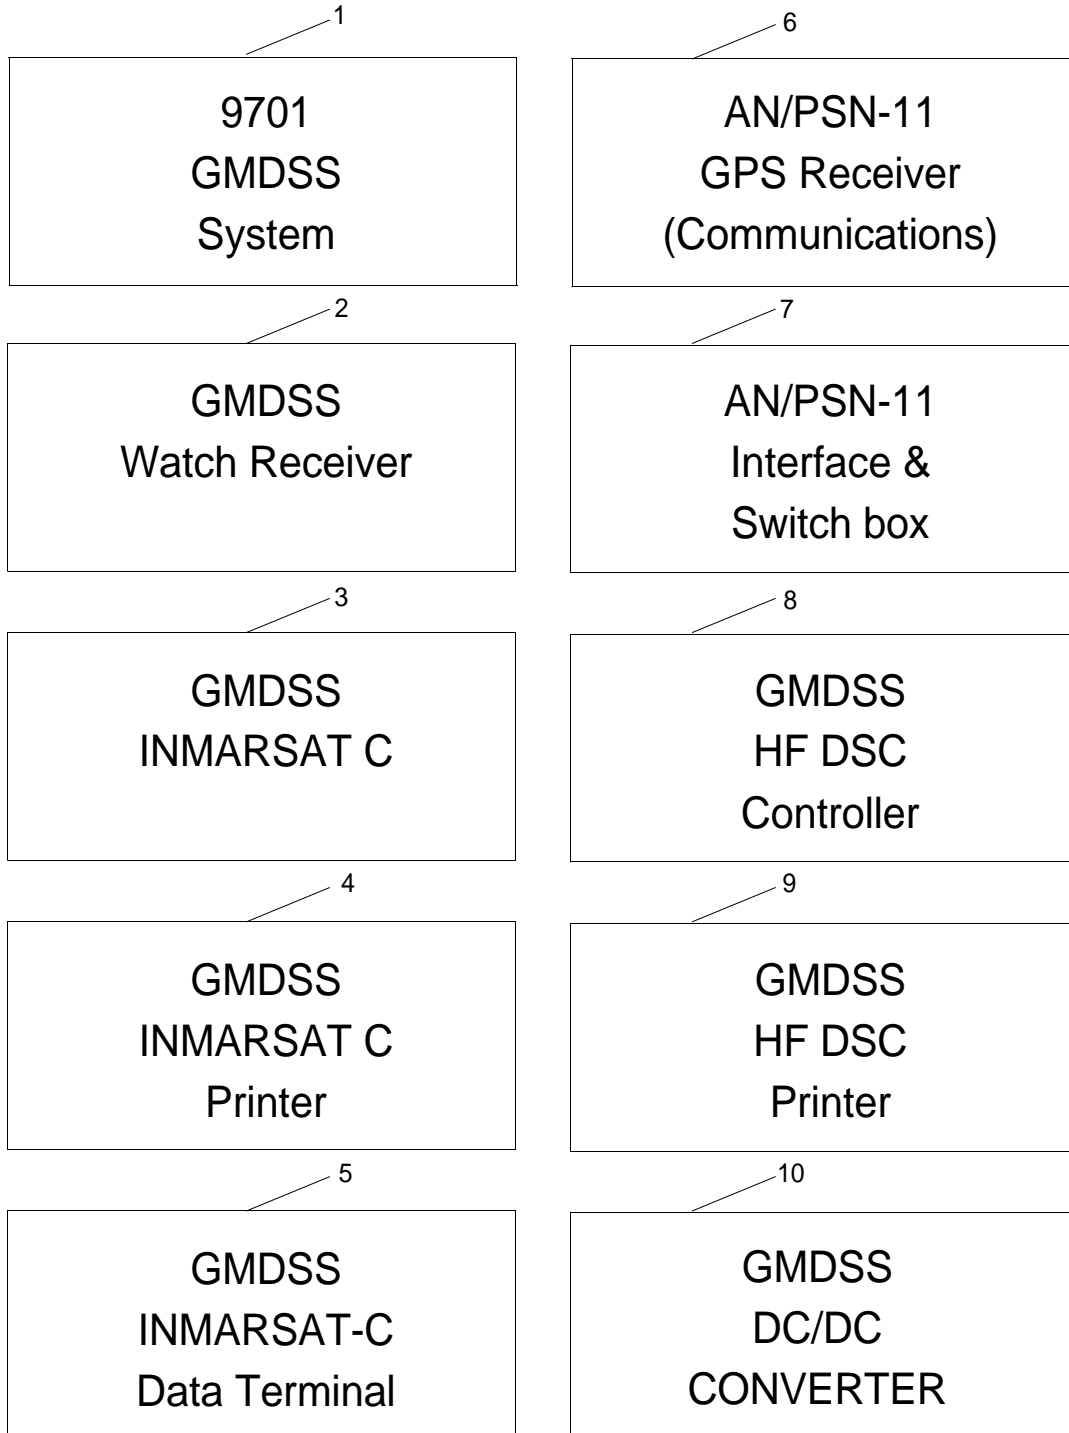 1
9701
GMDSS
System
2
GMDSS
Watch Receiver
3
GMDSS
INMARSAT C
4
GMDSS
INMARSAT C
Printer
5
GMDSS
INMARSAT-C
Data Terminal
6
AN/PSN-11
GPS Receiver
(Communications)
7
AN/PSN-11
Interface &
Switch box
8
GMDSS
HF DSC
Controller
9
GMDSS
HF DSC
Printer
10
GMDSS
DC/DC
CONVERTER